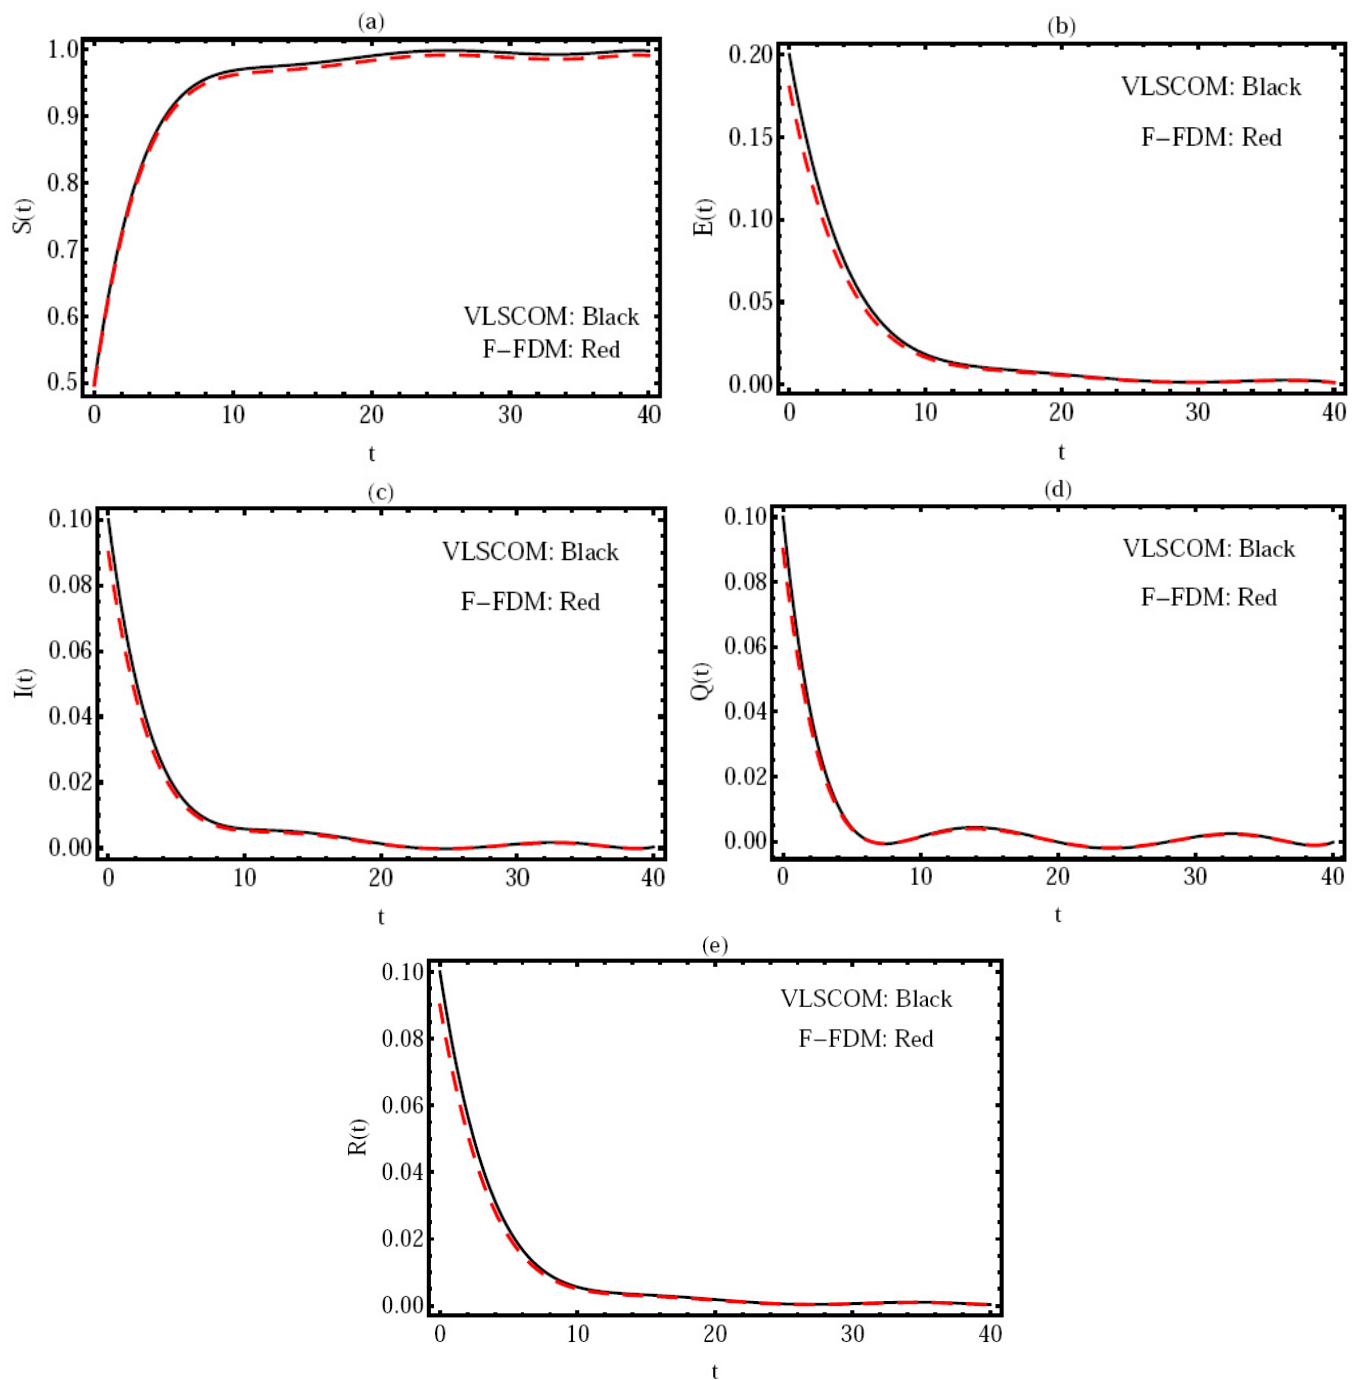 (a)
1.0
0.9
0.8
0.7
0.6
0.5
S(t)
VLSCOM: Black
F−FDM: Red
0 10 20 30 40
t
(b)
0.20
0.15
0.10
0.05
0.00
E(t)
VLSCOM: Black
F−FDM: Red
0 10 20 30 40
t
(c)
0.10
0.08
0.06
0.04
0.02
0.00
I(t)
VLSCOM: Black
F−FDM: Red
0 10 20 30 40
t
(d)
0.10
0.08
0.06
0.04
0.02
0.00
Q(t)
VLSCOM: Black
F−FDM: Red
0 10 20 30 40
t
(e)
0.10
0.08
0.06
0.04
0.02
0.00
R(t)
VLSCOM: Black
F−FDM: Red
0 10 20 30 40
t